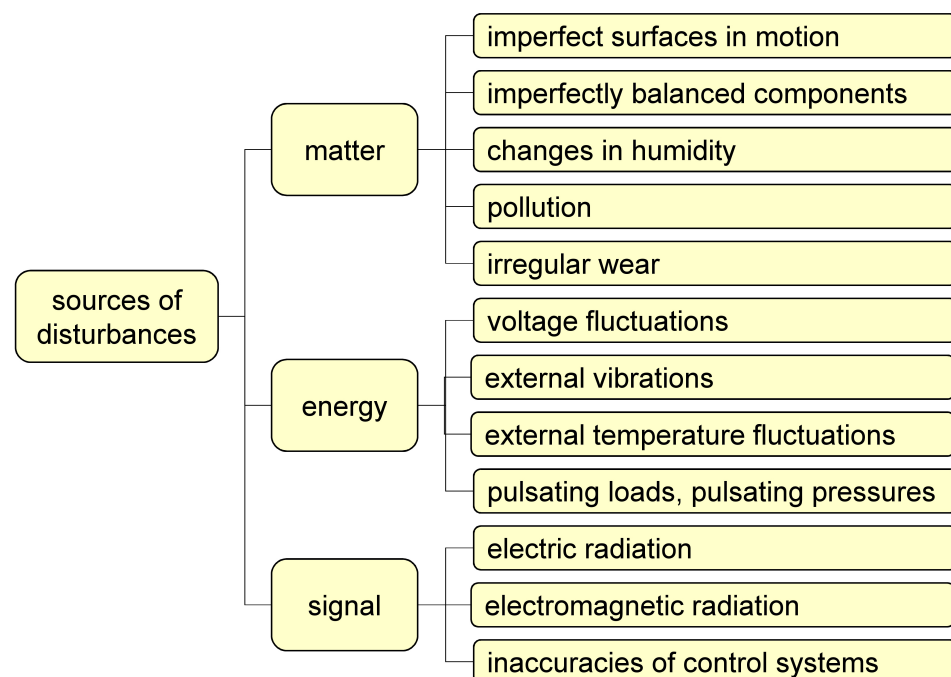 sources of
disturbances
matter
imperfect surfaces in motion
imperfectly balanced components
changes in humidity
pollution
irregular wear
energy
voltage fluctuations
external vibrations
external temperature fluctuations
pulsating loads, pulsating pressures
signal
electric radiation
electromagnetic radiation
inaccuracies of control systems